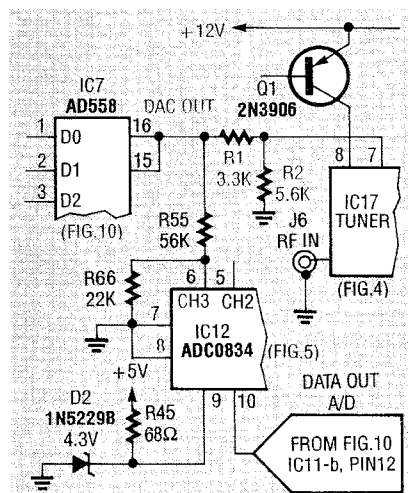 +12V
IC7
AD558
DAC OUT
Q1
2N3906
1
D0
16
2
D1
15
3
D2
(FIG.10)
R1
3.3K
R2
5.6K
8
7
IC17
TUNER
(FIG.4)
J6
RF IN
R55
56K
R66
22K
6
5
CH3
CH2
7
IC12
ADC0834
8
(FIG.5)
9
10
+5V
D2
1N5229B
4.3V
R45
68Ω
DATA OUT
A/D
FROM FIG.10
IC11-b, PIN12